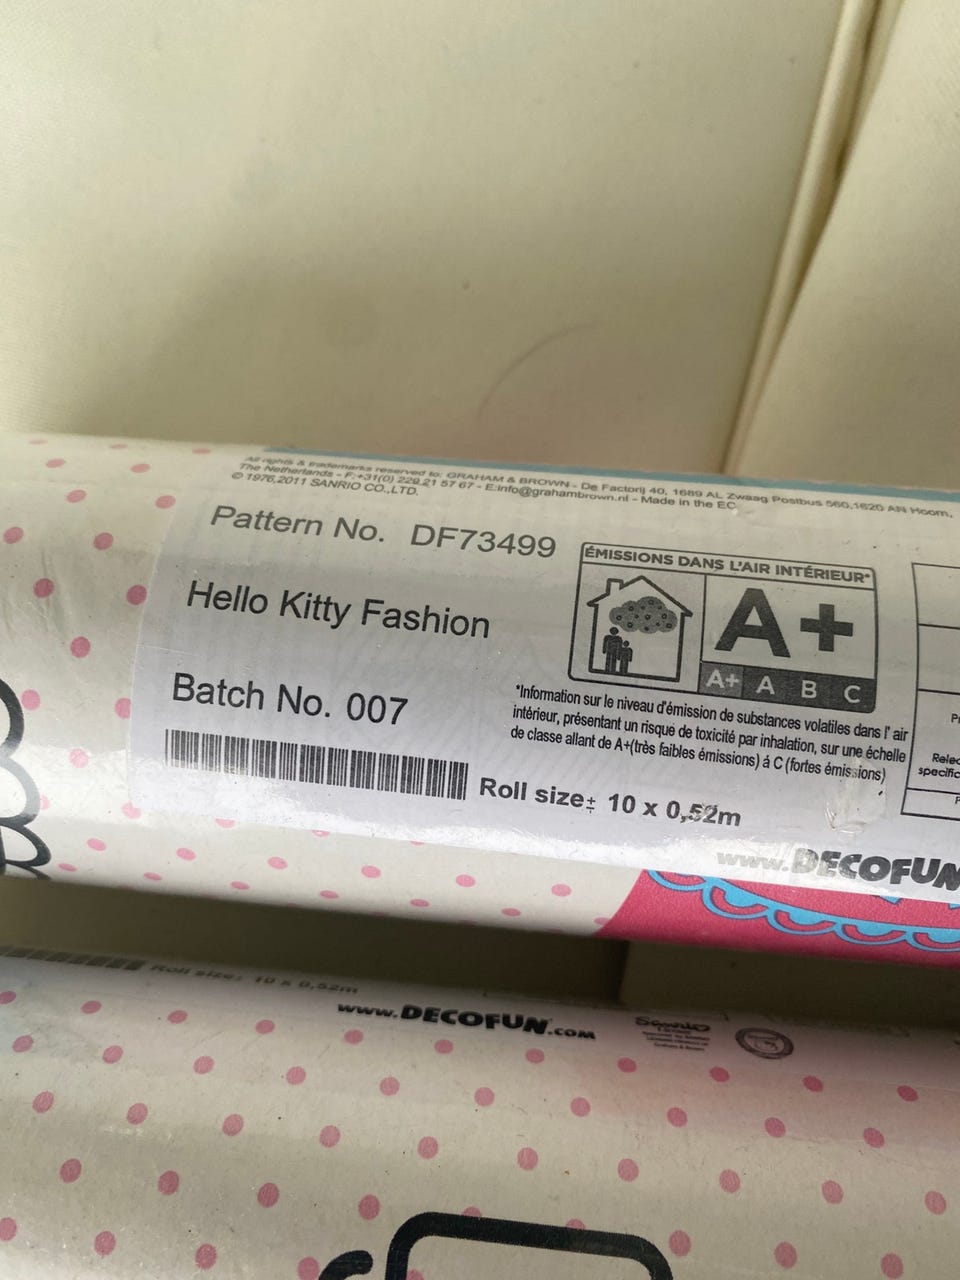 All rights & trademarks reserved to: GRAHAM & BROWN - De Factorij 40, 1689 AL Zwaag Postbus 560,1620 AN Hoorn,
The Netherlands - F:+31(0) 229 21 57 67 - E:info@grahambrown.nl - Made in the EC
© 1976,2011 SANRIO CO.,LTD.
Pattern No. DF73499
Hello Kitty Fashion
Batch No. 007
ÉMISSIONS DANS L'AIR INTÉRIEUR*
A+
A+ A B C
*Information sur le niveau d'émission de substances volatiles dans l' air
intérieur, présentant un risque de toxicité par inhalation, sur une échelle
de classe allant de A+(très faibles émissions) á C (fortes émissions)
Roll size± 10 x 0,52m
www.DECOFUN
specific
Roll size± 10 x 0,52m
www.DECOFUN.COM
Sanrio